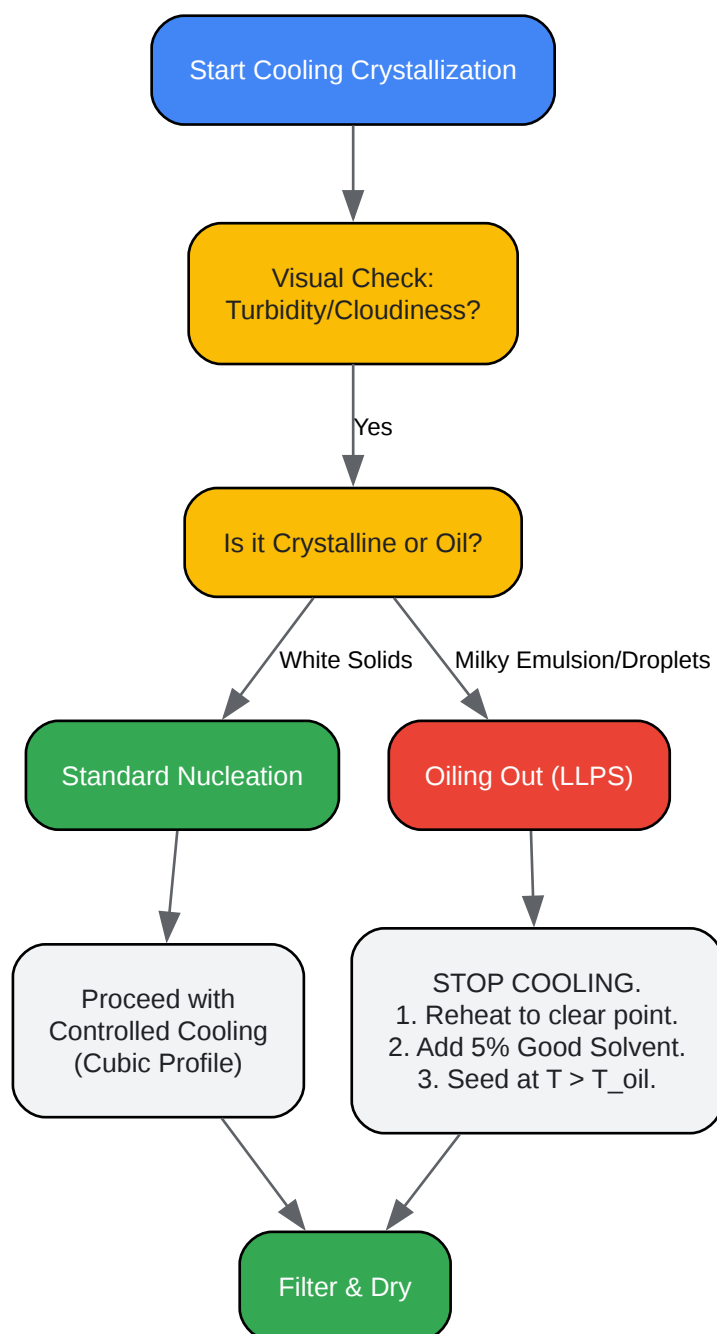 Start Cooling Crystallization
Visual Check:
Turbidity/Cloudiness?
Yes
Is it Crystalline or Oil?
White Solids
Milky Emulsion/Droplets
Standard Nucleation
Oiling Out (LLPS)
Proceed with
Controlled Cooling
(Cubic Profile)
STOP COOLING.
1. Reheat to clear point.
2. Add 5% Good Solvent.
3. Seed at T > T_oil.
Filter & Dry